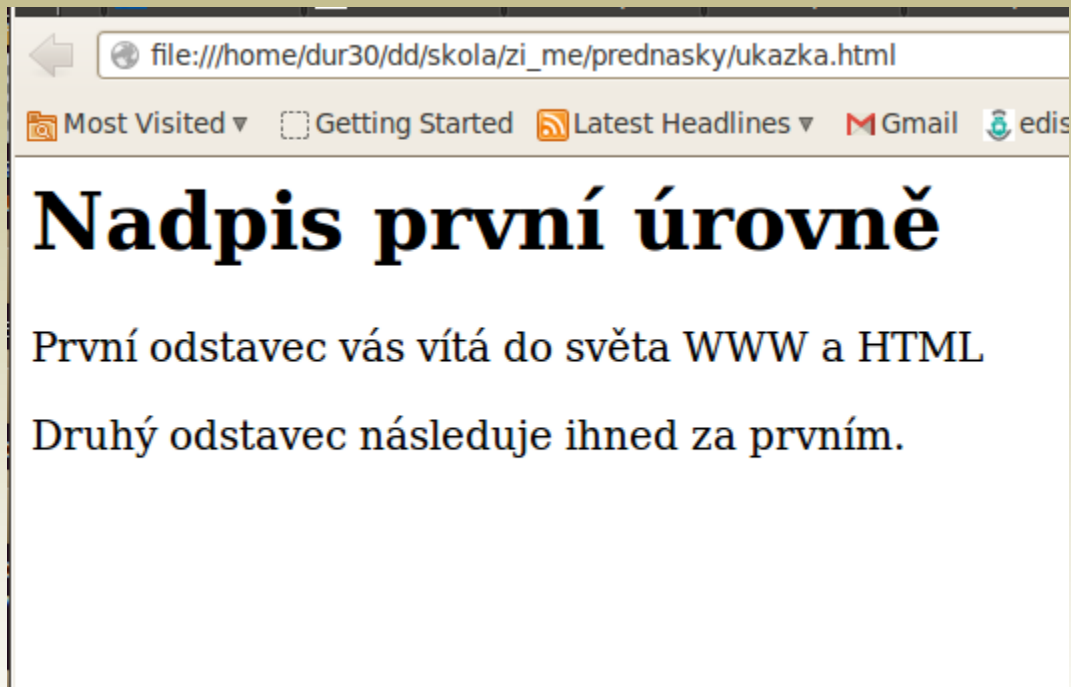 file:///home/dur30/dd/skola/zi_me/prednasky/ukazka.html
Most Visited Getting Started Latest Headlines Gmail edis
Nadpis první úrovně
První odstavec vás vítá do světa WWW a HTML
Druhý odstavec následuje ihned za prvním.